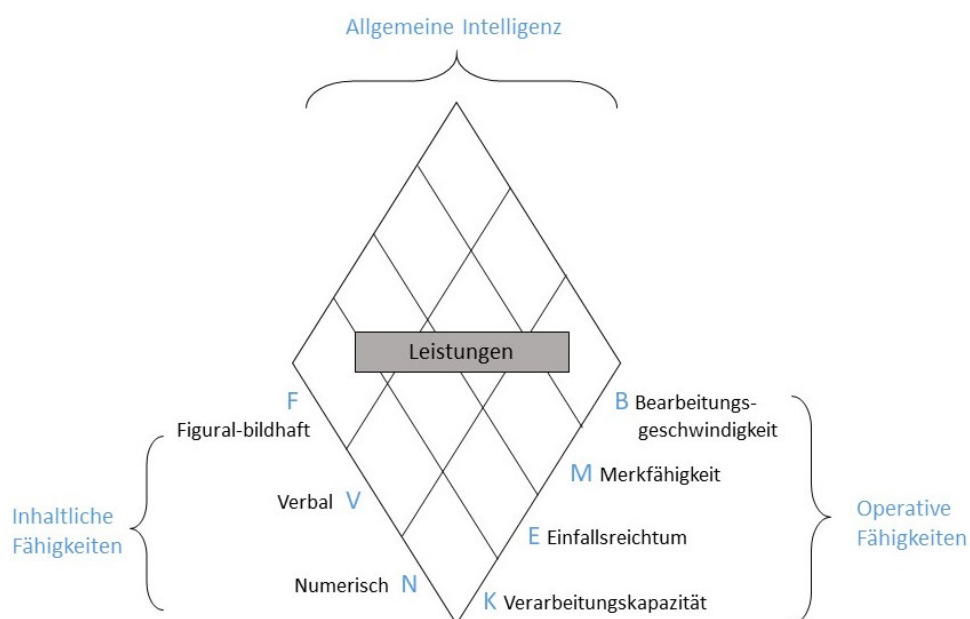 Allgemeine Intelligenz
Leistungen
F
Figural-bildhaft
Verbal V
Numerisch N
Inhaltliche
Fähigkeiten
B Bearbeitungs-
geschwindigkeit
M Merkfähigkeit
E Einfallsreichtum
K Verarbeitungskapazität
Operative
Fähigkeiten